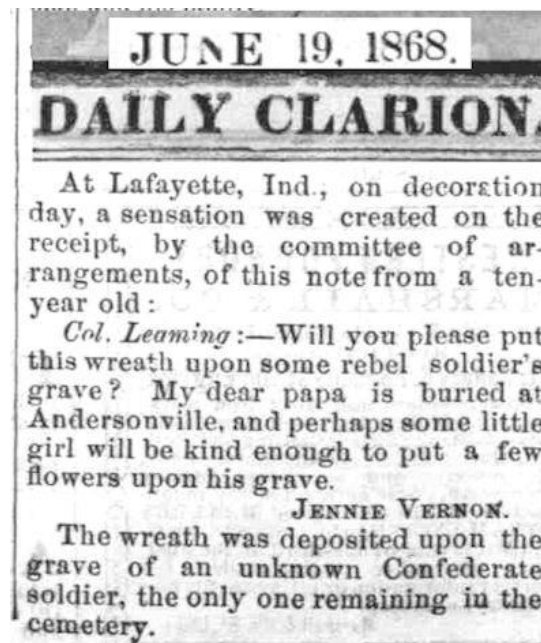 JUNE 19, 1868.
DAILY CLARION.
At Lafayette, Ind., on decoration
day, a sensation was created on the
receipt, by the committee of ar-
rangements, of this note from a ten-
year old :
Col. Leaming :—Will you please put
this wreath upon some rebel soldier's
grave? My dear papa is buried at
Andersonville, and perhaps some little
girl will be kind enough to put a few
flowers upon his grave.
JENNIE VERNON.
The wreath was deposited upon the
grave of an unknown Confederate
soldier, the only one remaining in the
cemetery.